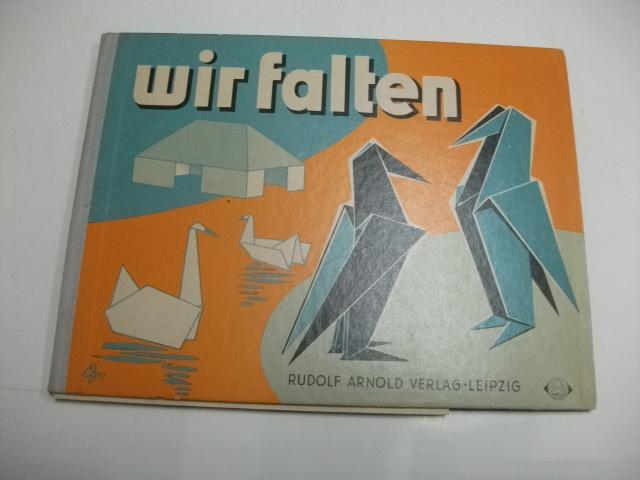 wir falten
RUDOLF ARNOLD VERLAG · LEIPZIG